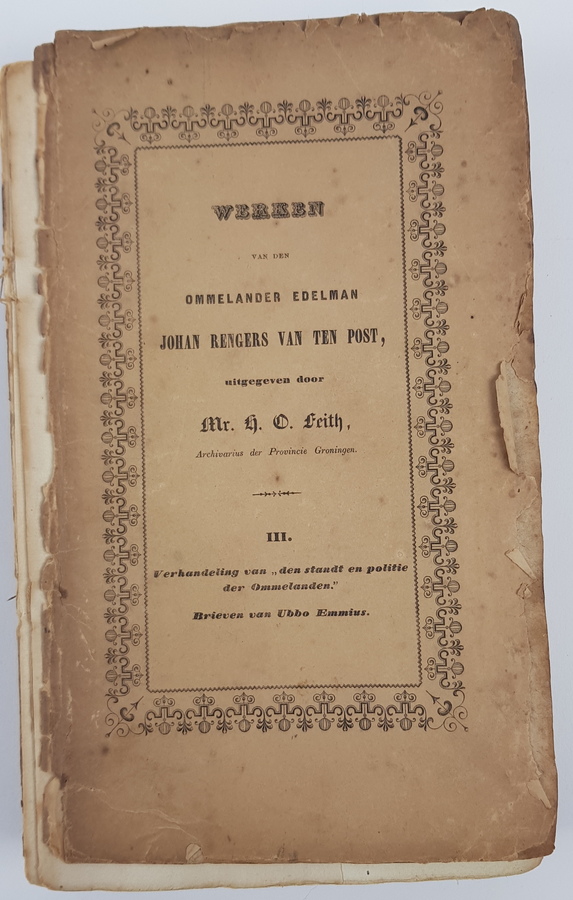 WERKEN
VAN DEN
OMMELANDER EDELMAN
JOHAN RENGERS VAN TEN POST,
uitgegeven door
Mr. H. O. Feith,
Archivarius der Provincie Groningen.
III.
Verhandeling van „den standt en politie
der Ommelanden.”
Brieven van Ubbo Emmius.